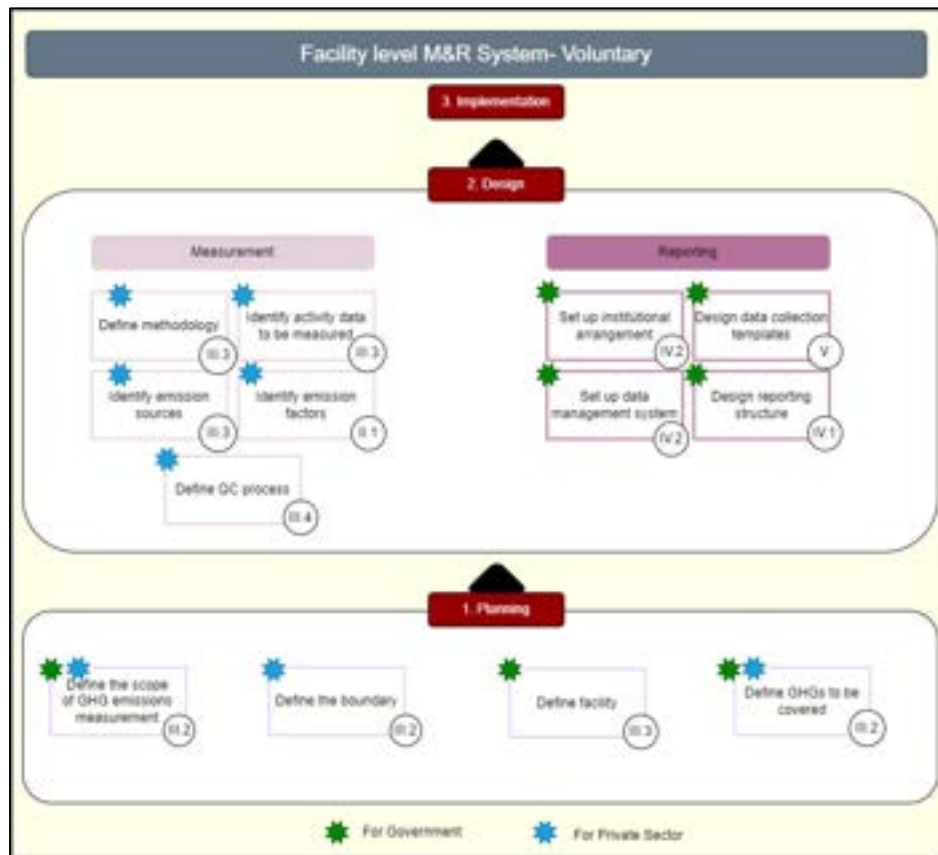 Facility level M&R System- Voluntary
3. Implementation
2. Design
Measurement
Reporting
Define methodology
III.3
Identify activity data
to be measured
III.3
Set up institutional
arrangement
IV.2
Design data collection
templates
V
Identify emission
sources
III.3
Identify emission
factors
II.1
Set up data
management system
IV.2
Design reporting
structure
IV.1
Define QC process
III.4
1. Planning
Define the scope
of GHG emissions
measurement
III.2
Define the boundary
III.2
Define facility
III.3
Define GHGs to be
covered
III.2
For Government
For Private Sector